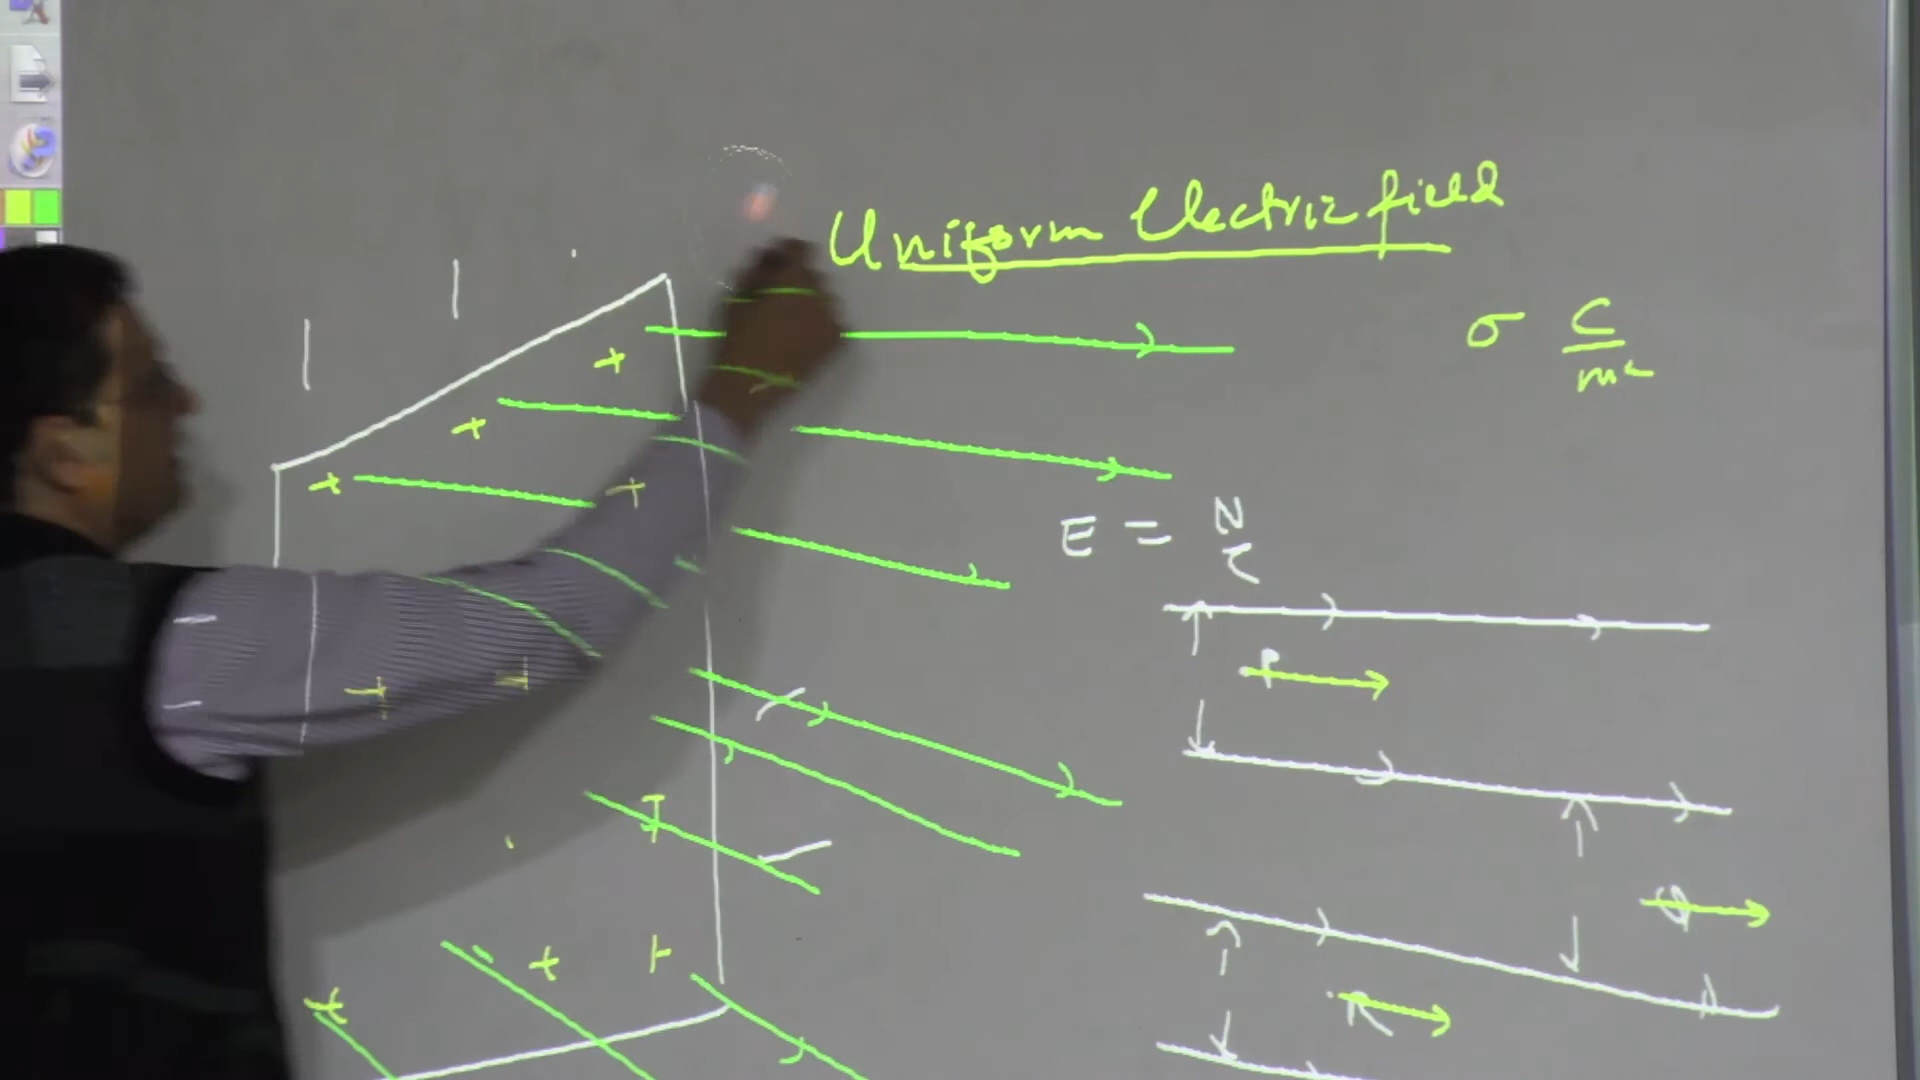 Uniform Electric field
σ C/m²
E = N/C
P
Q
R